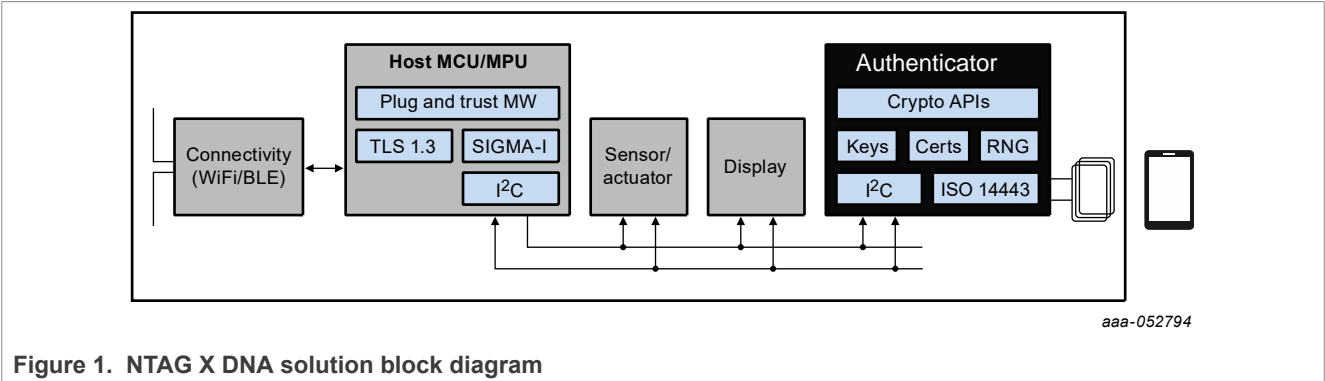 Host MCU/MPU
Plug and trust MW
TLS 1.3
SIGMA-I
I²C
Connectivity
(WiFi/BLE)
Sensor/
actuator
Display
Authenticator
Crypto APIs
Keys
Certs
RNG
I²C
ISO 14443
aaa-052794
Figure 1. NTAG X DNA solution block diagram